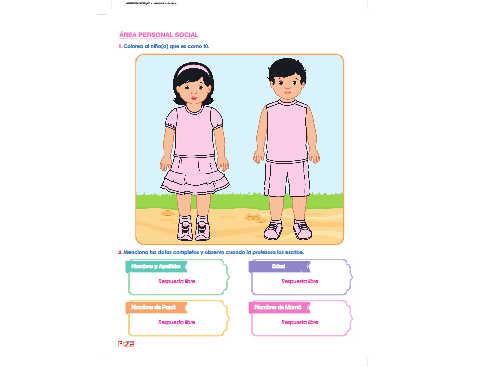 ÁREA PERSONAL SOCIAL
1. Colorea al niño(a) que es como tú.
2. Menciona tus datos completos y observa cuando la profesora los escribe.
Nombre y Apellido
Edad
Respuesta libre
Respuesta libre
Nombre de Papá
Nombre de Mamá
Respuesta libre
Respuesta libre